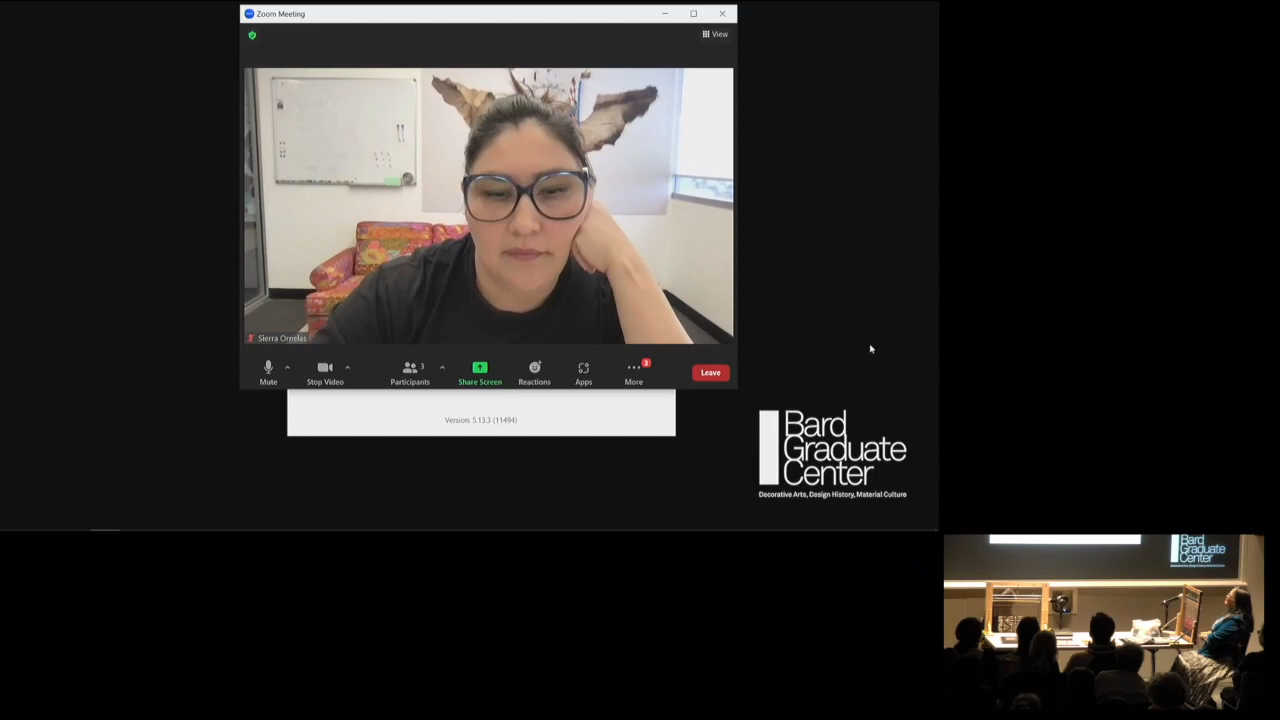 Zoom Meeting
View
Sierra Ornelas
Mute
Stop Video
Participants
3
Share Screen
Reactions
Apps
More
3
Leave
Version: 5.13.3 (11494)
Bard
Graduate
Center
Decorative Arts, Design History, Material Culture
Bard
Graduate
Center